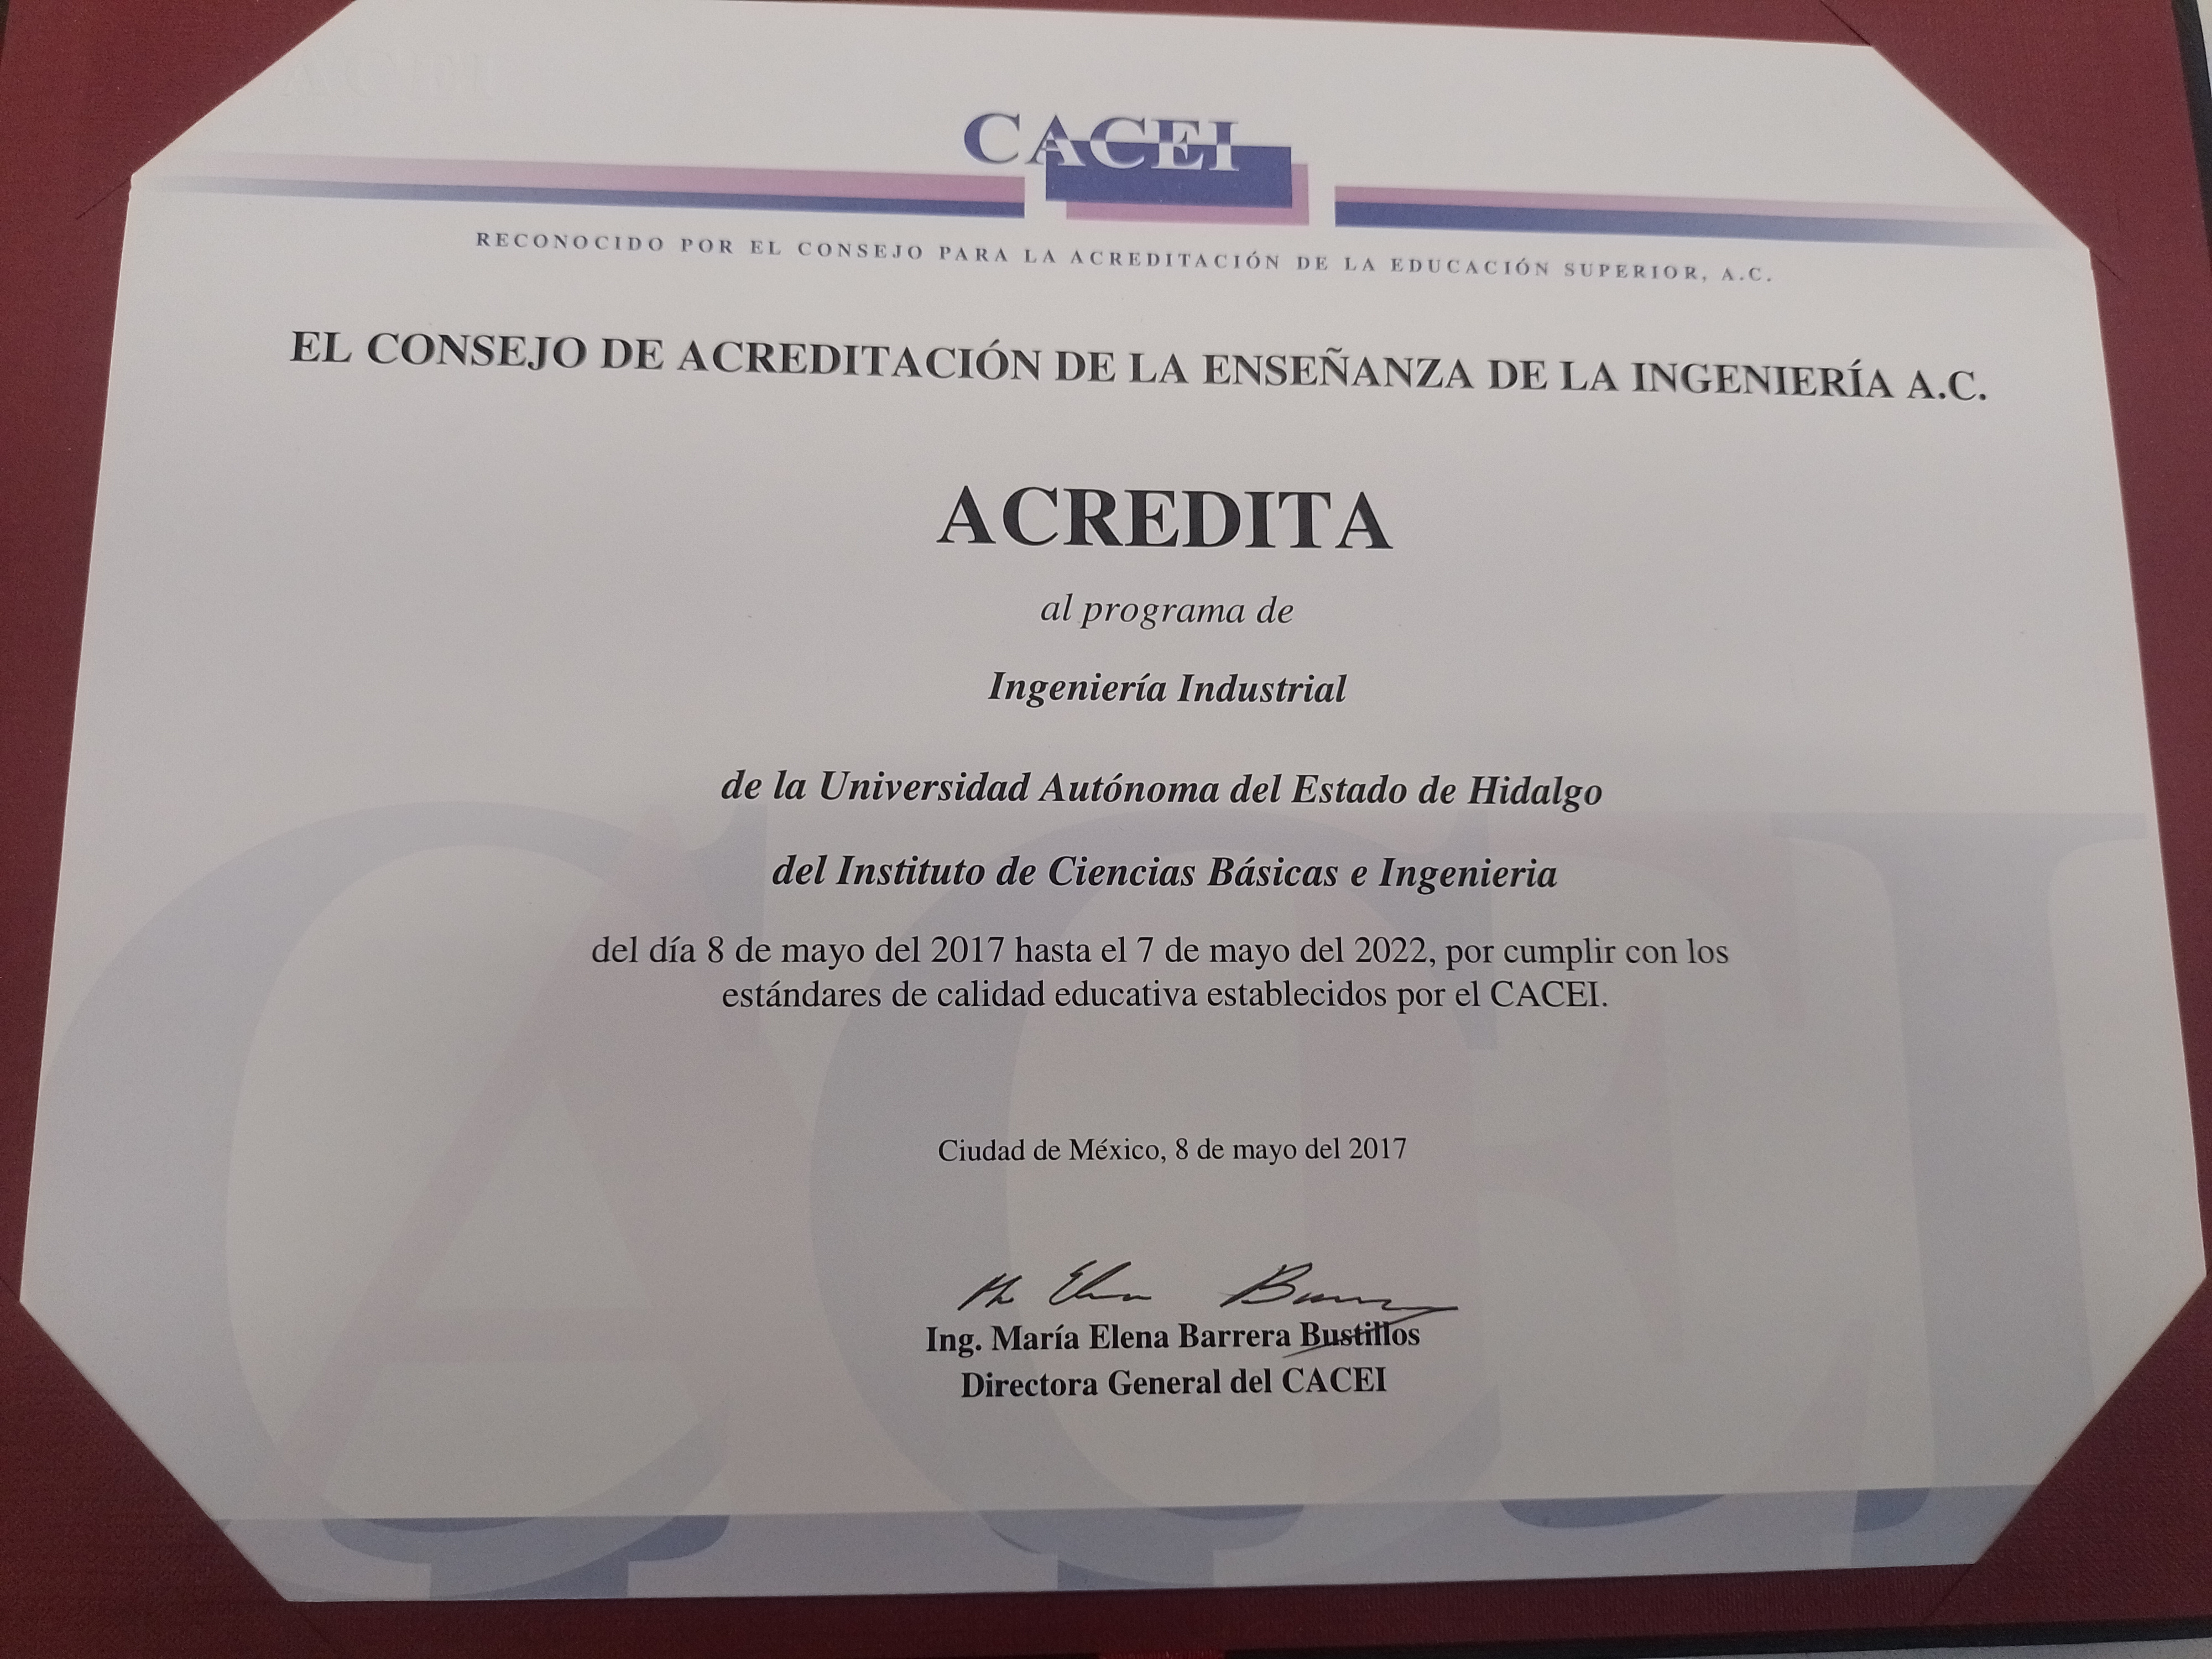 CACEI
RECONOCIDO POR EL CONSEJO PARA LA ACREDITACIÓN DE LA EDUCACIÓN SUPERIOR, A.C.
EL CONSEJO DE ACREDITACIÓN DE LA ENSEÑANZA DE LA INGENIERÍA A.C.
ACREDITA
al programa de
Ingeniería Industrial
de la Universidad Autónoma del Estado de Hidalgo
del Instituto de Ciencias Básicas e Ingenieria
del día 8 de mayo del 2017 hasta el 7 de mayo del 2022, por cumplir con los
estándares de calidad educativa establecidos por el CACEI.
Ciudad de México, 8 de mayo del 2017
Ing. María Elena Barrera Bustillos
Directora General del CACEI